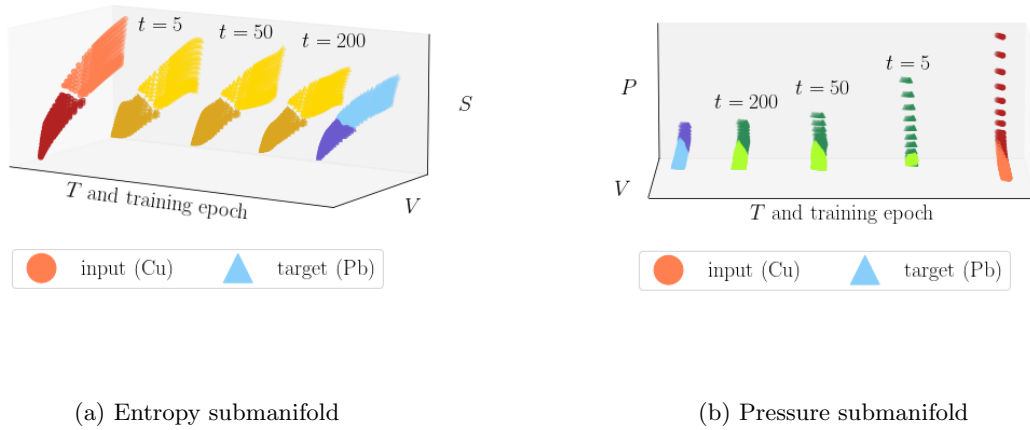 t = 5
t = 50
t = 200
S
T and training epoch
V
input (Cu)
target (Pb)
(a) Entropy submanifold
P
t = 200
t = 50
t = 5
V
T and training epoch
input (Cu)
target (Pb)
(b) Pressure submanifold